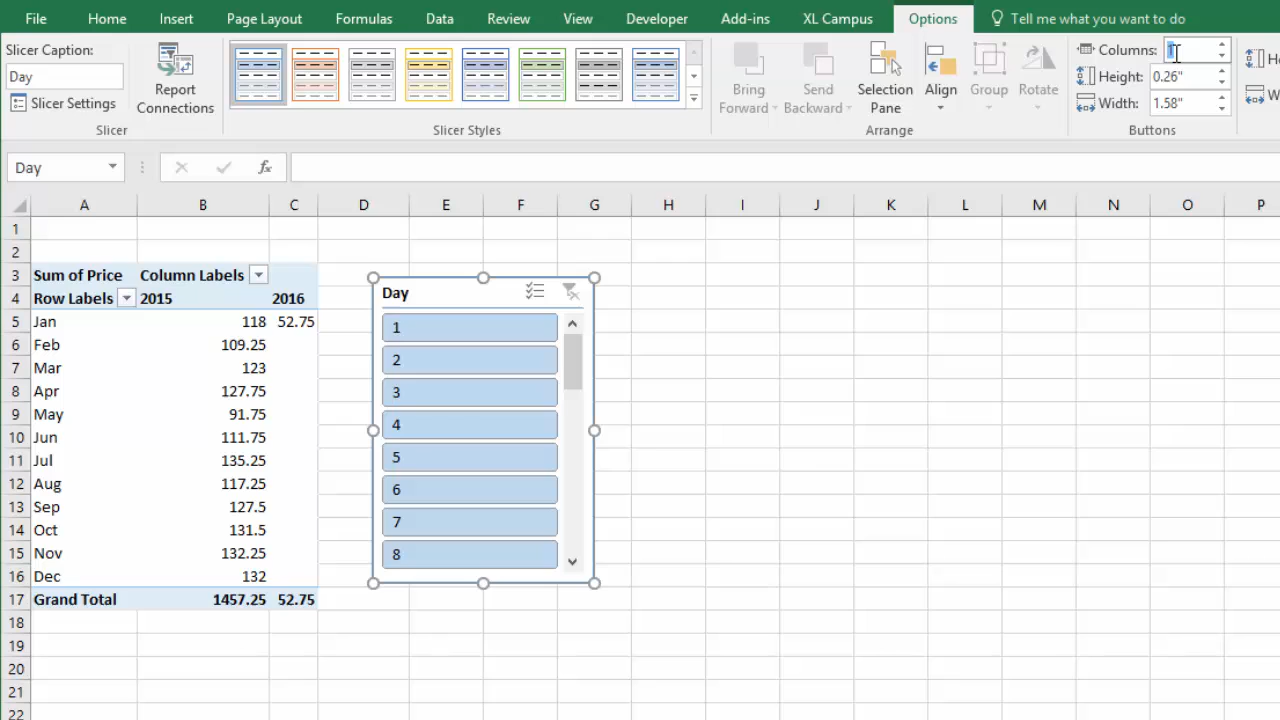 File Home Insert Page Layout Formulas Data Review View Developer Add-ins XL Campus Options Tell me what you want to do
Slicer Caption:
Day
Slicer Settings
Report
Connections
Slicer
Slicer Styles
Bring
Forward
Send
Backward
Selection
Pane
Align
Group
Rotate
Arrange
Columns: 1
Height: 0.26"
Width: 1.58"
Buttons
Day fx
A B C D E F G H I J K L M N O P
1
2
3 Sum of Price Column Labels
4 Row Labels 2015 2016
5 Jan 118 52.75
6 Feb 109.25
7 Mar 123
8 Apr 127.75
9 May 91.75
10 Jun 111.75
11 Jul 135.25
12 Aug 117.25
13 Sep 127.5
14 Oct 131.5
15 Nov 132.25
16 Dec 132
17 Grand Total 1457.25 52.75
18
19
20
21
22
Day
1
2
3
4
5
6
7
8